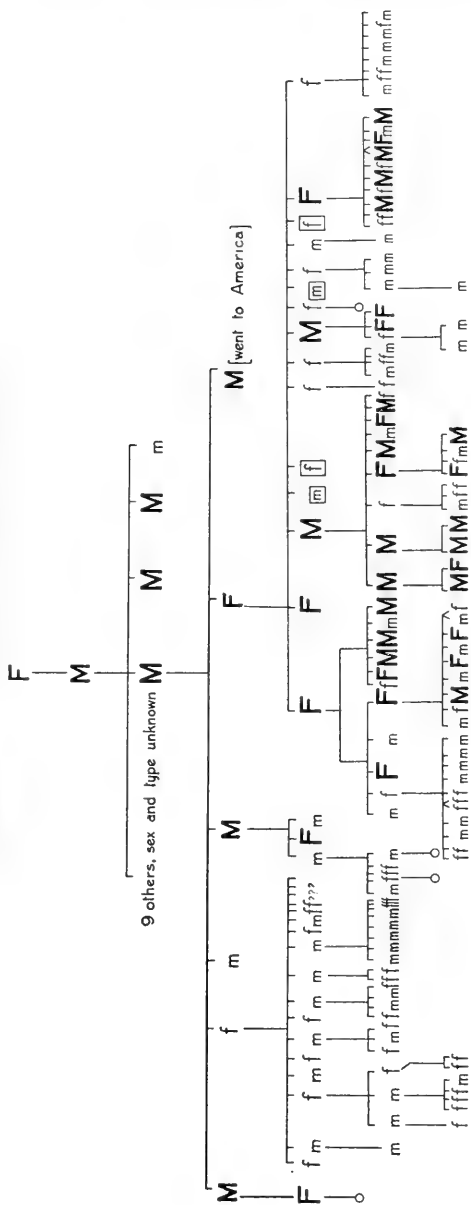 F
M
M M M m
9 others, sex and type unknown
M f m M F M [went to America]
F f m f m f m f m m m f m f f ? ? ? m F m F F M m f f f M f m f m f F f
m m m f f m f f m m f f f m f F m F f F M M m M M M f F M m F M f f m f f m m f F F m m m m f f M f M f M F m M m f f m m m f m
f f f f m f f f f m m f f f m m m m m f M m F m F m f M F M M m f f F f m M m m m